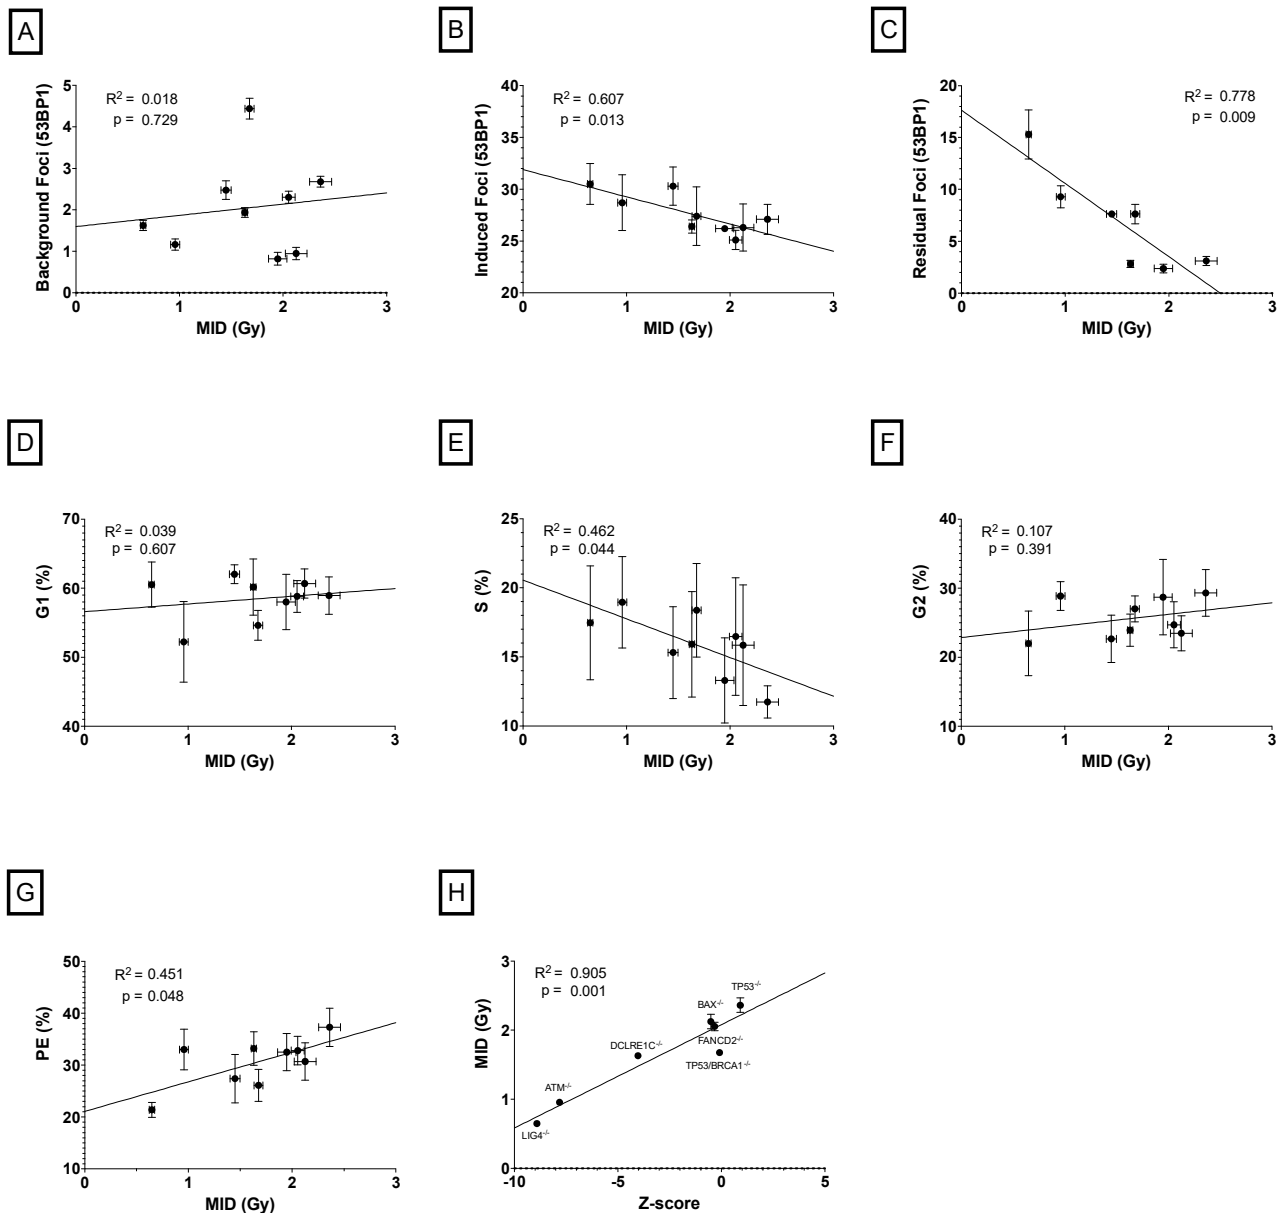 A
R² = 0.018
p = 0.729
Background Foci (53BP1)
5
4
3
2
1
0
0 1 2 3
MID (Gy)
B
R² = 0.607
p = 0.013
Induced Foci (53BP1)
40
35
30
25
20
0 1 2 3
MID (Gy)
C
R² = 0.778
p = 0.009
Residual Foci (53BP1)
20
15
10
5
0
0 1 2 3
MID (Gy)
D
R² = 0.039
p = 0.607
G1 (%)
70
60
50
40
0 1 2 3
MID (Gy)
E
R² = 0.462
p = 0.044
S (%)
25
20
15
10
0 1 2 3
MID (Gy)
F
R² = 0.107
p = 0.391
G2 (%)
40
30
20
10
0 1 2 3
MID (Gy)
G
R² = 0.451
p = 0.048
PE (%)
50
40
30
20
10
0 1 2 3
MID (Gy)
H
R² = 0.905
p = 0.001
MID (Gy)
3
2
1
0
TP53-/-
BAX-/-
FANCD2-/-
DCLRE1C-/-
TP53/BRCA1-/-
ATM-/-
LIG4-/-
-10 -5 0 5
Z-score